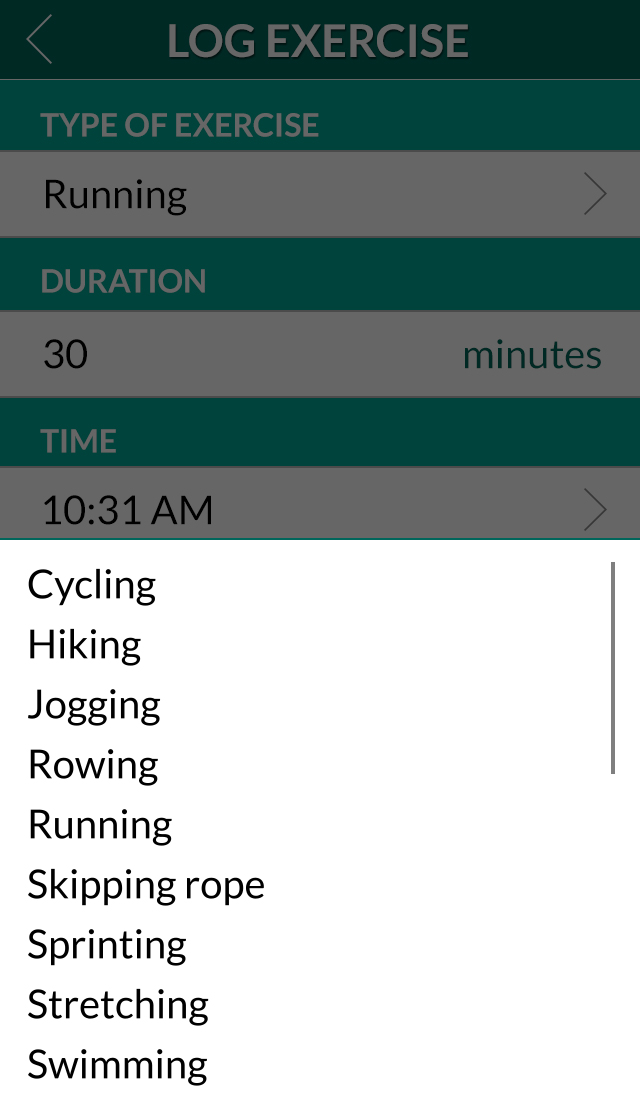 LOG EXERCISE
TYPE OF EXERCISE
Running
DURATION
30 minutes
TIME
10:31 AM
Cycling
Hiking
Jogging
Rowing
Running
Skipping rope
Sprinting
Stretching
Swimming